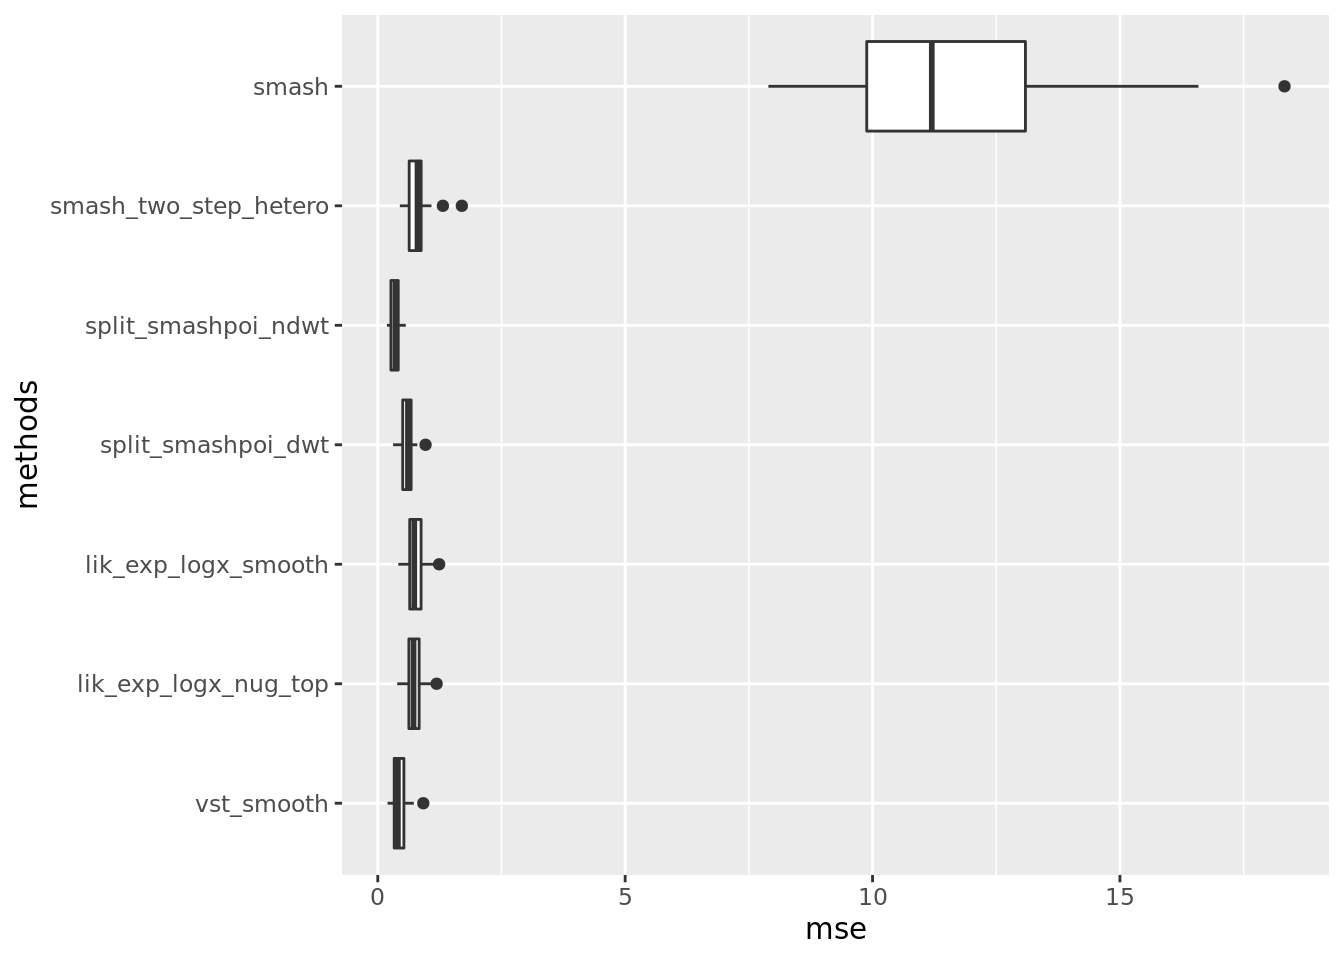 smash
smash_two_step_hetero
split_smashpoi_ndwt
split_smashpoi_dwt
lik_exp_logx_smooth
lik_exp_logx_nug_top
vst_smooth
methods
0 5 10 15
mse